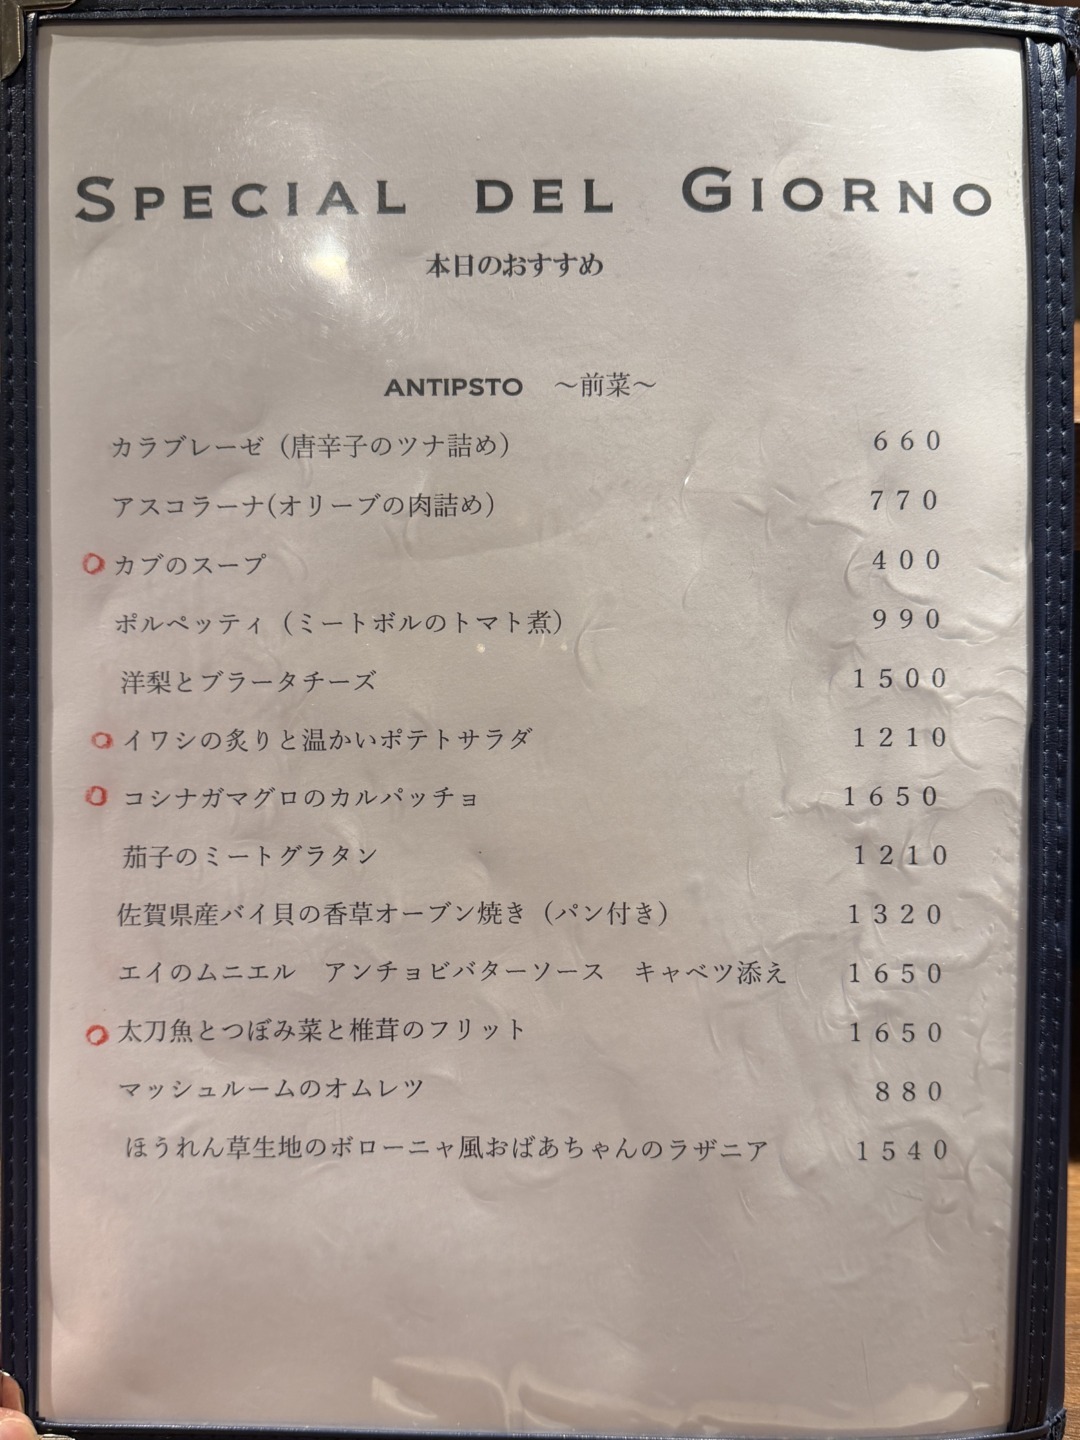 SPECIAL DEL GIORNO
本日のおすすめ
ANTIPSTO　～前菜～
カラブレーゼ（唐辛子のツナ詰め） 660
アスコラーナ(オリーブの肉詰め） 770
カブのスープ 400
ポルペッティ（ミートボルのトマト煮） 990
洋梨とブラータチーズ 1500
イワシの炙りと温かいポテトサラダ 1210
コシナガマグロのカルパッチョ 1650
茄子のミートグラタン 1210
佐賀県産バイ貝の香草オーブン焼き（パン付き） 1320
エイのムニエル　アンチョビバターソース　キャベツ添え 1650
太刀魚とつぼみ菜と椎茸のフリット 1650
マッシュルームのオムレツ 880
ほうれん草生地のボローニャ風おばあちゃんのラザニア 1540